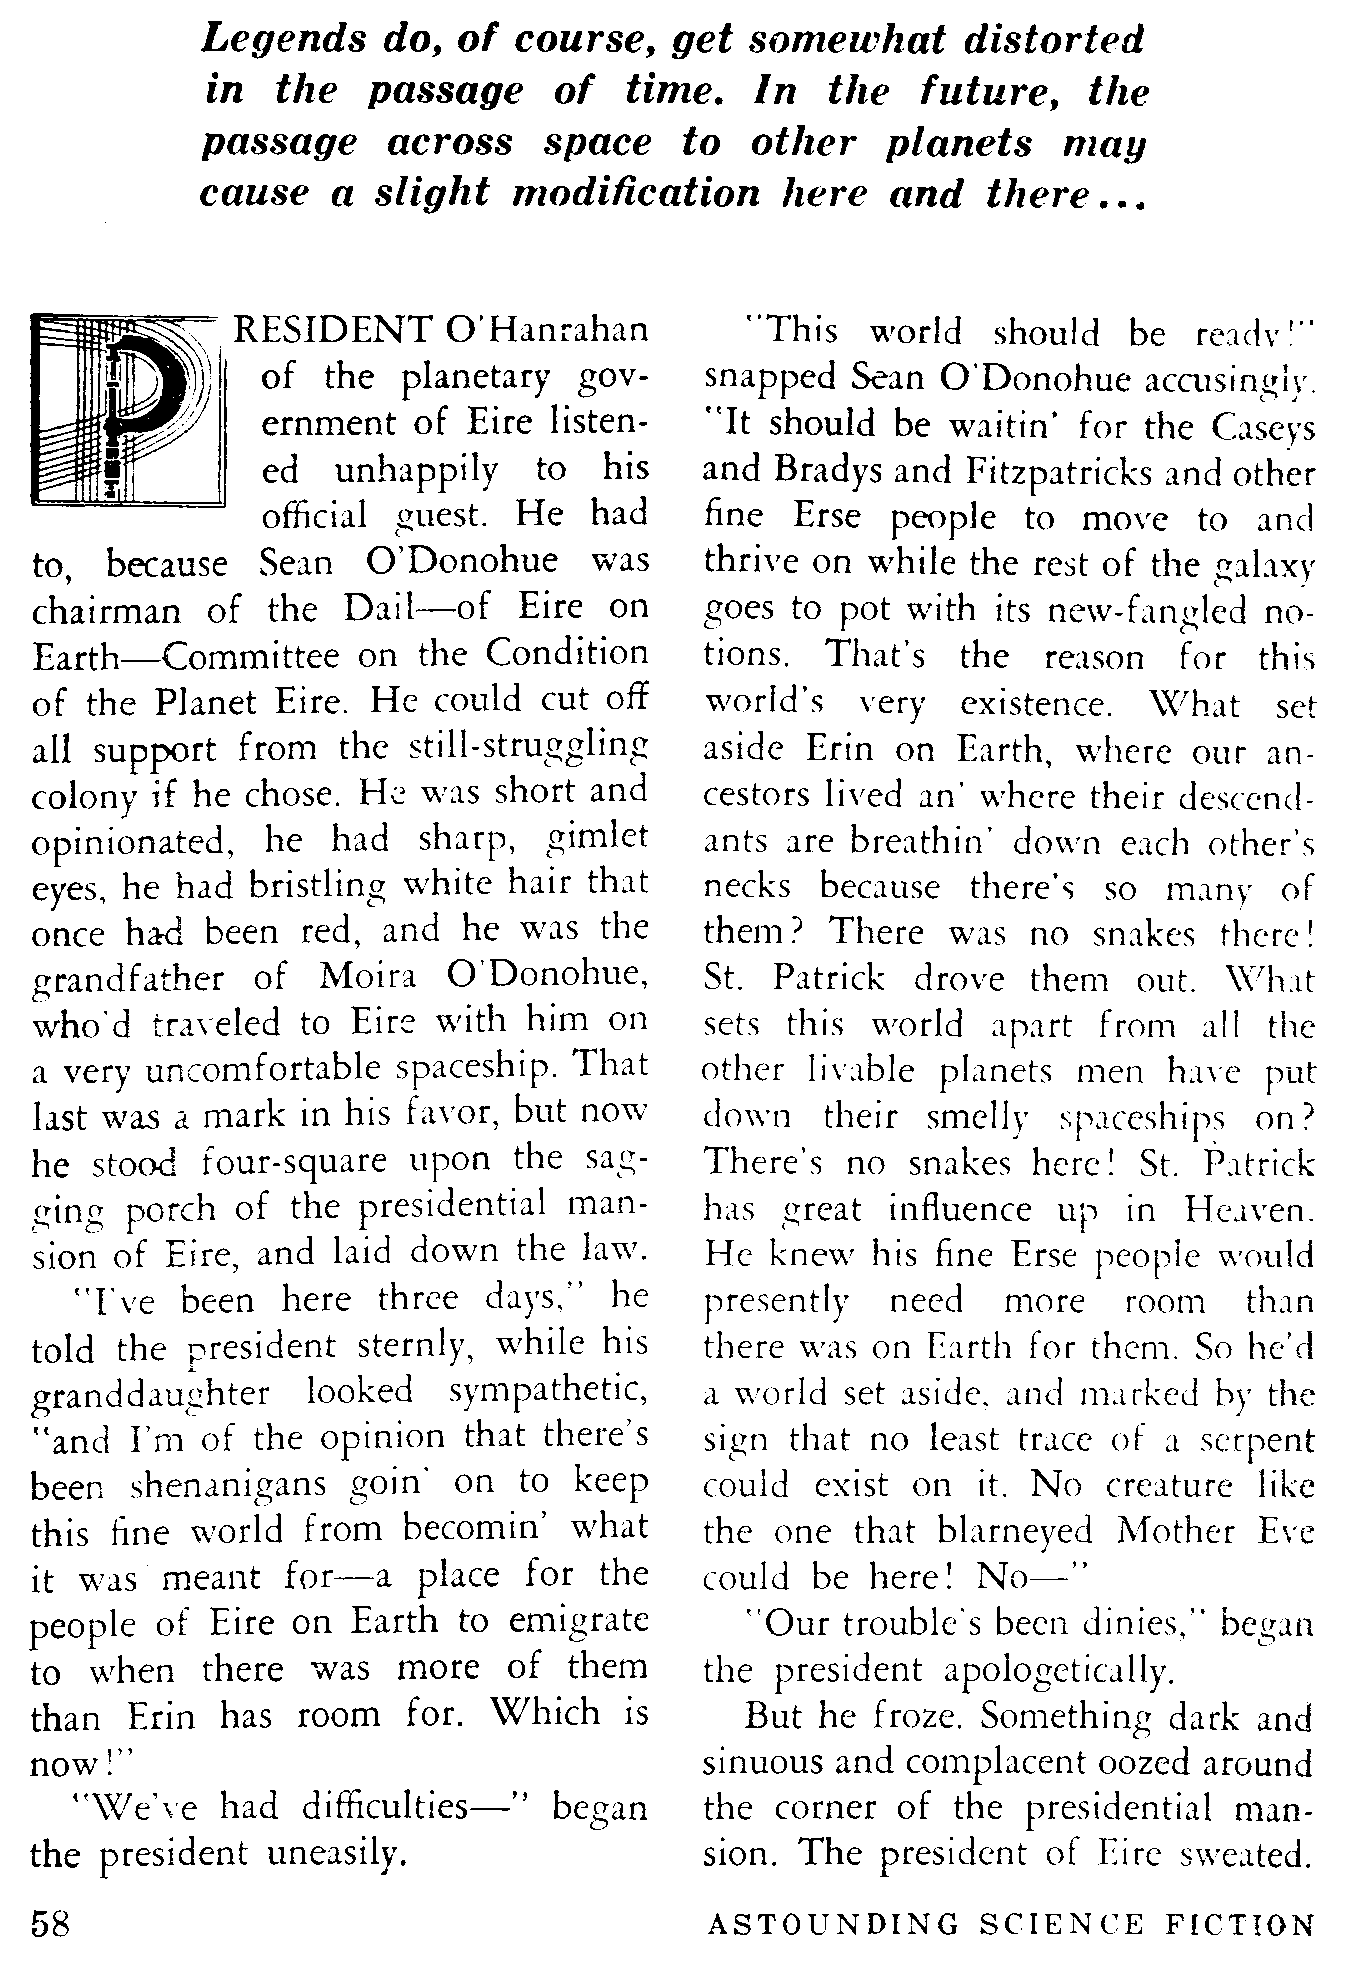 Legends do, of course, get somewhat distorted
in the passage of time. In the future, the
passage across space to other planets may
cause a slight modification here and there...
PRESIDENT O'Hanrahan
of the planetary gov-
ernment of Eire listen-
ed unhappily to his
official guest. He had
to, because Sean O'Donohue was
chairman of the Dail—of Eire on
Earth—Committee on the Condition
of the Planet Eire. He could cut off
all support from the still-struggling
colony if he chose. He was short and
opinionated, he had sharp, gimlet
eyes, he had bristling white hair that
once had been red, and he was the
grandfather of Moira O'Donohue,
who'd traveled to Eire with him on
a very uncomfortable spaceship. That
last was a mark in his favor, but now
he stood four-square upon the sag-
ging porch of the presidential man-
sion of Eire, and laid down the law.
"I've been here three days," he
told the president sternly, while his
granddaughter looked sympathetic,
"and I'm of the opinion that there's
been shenanigans goin' on to keep
this fine world from becomin' what
it was meant for—a place for the
people of Eire on Earth to emigrate
to when there was more of them
than Erin has room for. Which is
now!"
"We've had difficulties—" began
the president uneasily.
"This world should be ready!"
snapped Sean O'Donohue accusingly.
"It should be waitin' for the Caseys
and Bradys and Fitzpatricks and other
fine Erse people to move to and
thrive on while the rest of the galaxy
goes to pot with its new-fangled no-
tions. That's the reason for this
world's very existence. What set
aside Erin on Earth, where our an-
cestors lived an' where their descend-
ants are breathin' down each other's
necks because there's so many of
them? There was no snakes there!
St. Patrick drove them out. What
sets this world apart from all the
other livable planets men have put
down their smelly spaceships on?
There's no snakes here! St. Patrick
has great influence up in Heaven.
He knew his fine Erse people would
presently need more room than
there was on Earth for them. So he'd
a world set aside, and marked by the
sign that no least trace of a serpent
could exist on it. No creature like
the one that blarneyed Mother Eve
could be here! No—"
"Our trouble's been dinies," began
the president apologetically.
But he froze. Something dark and
sinuous and complacent oozed around
the corner of the presidential man-
sion. The president of Eire sweated.
58
ASTOUNDING SCIENCE FICTION